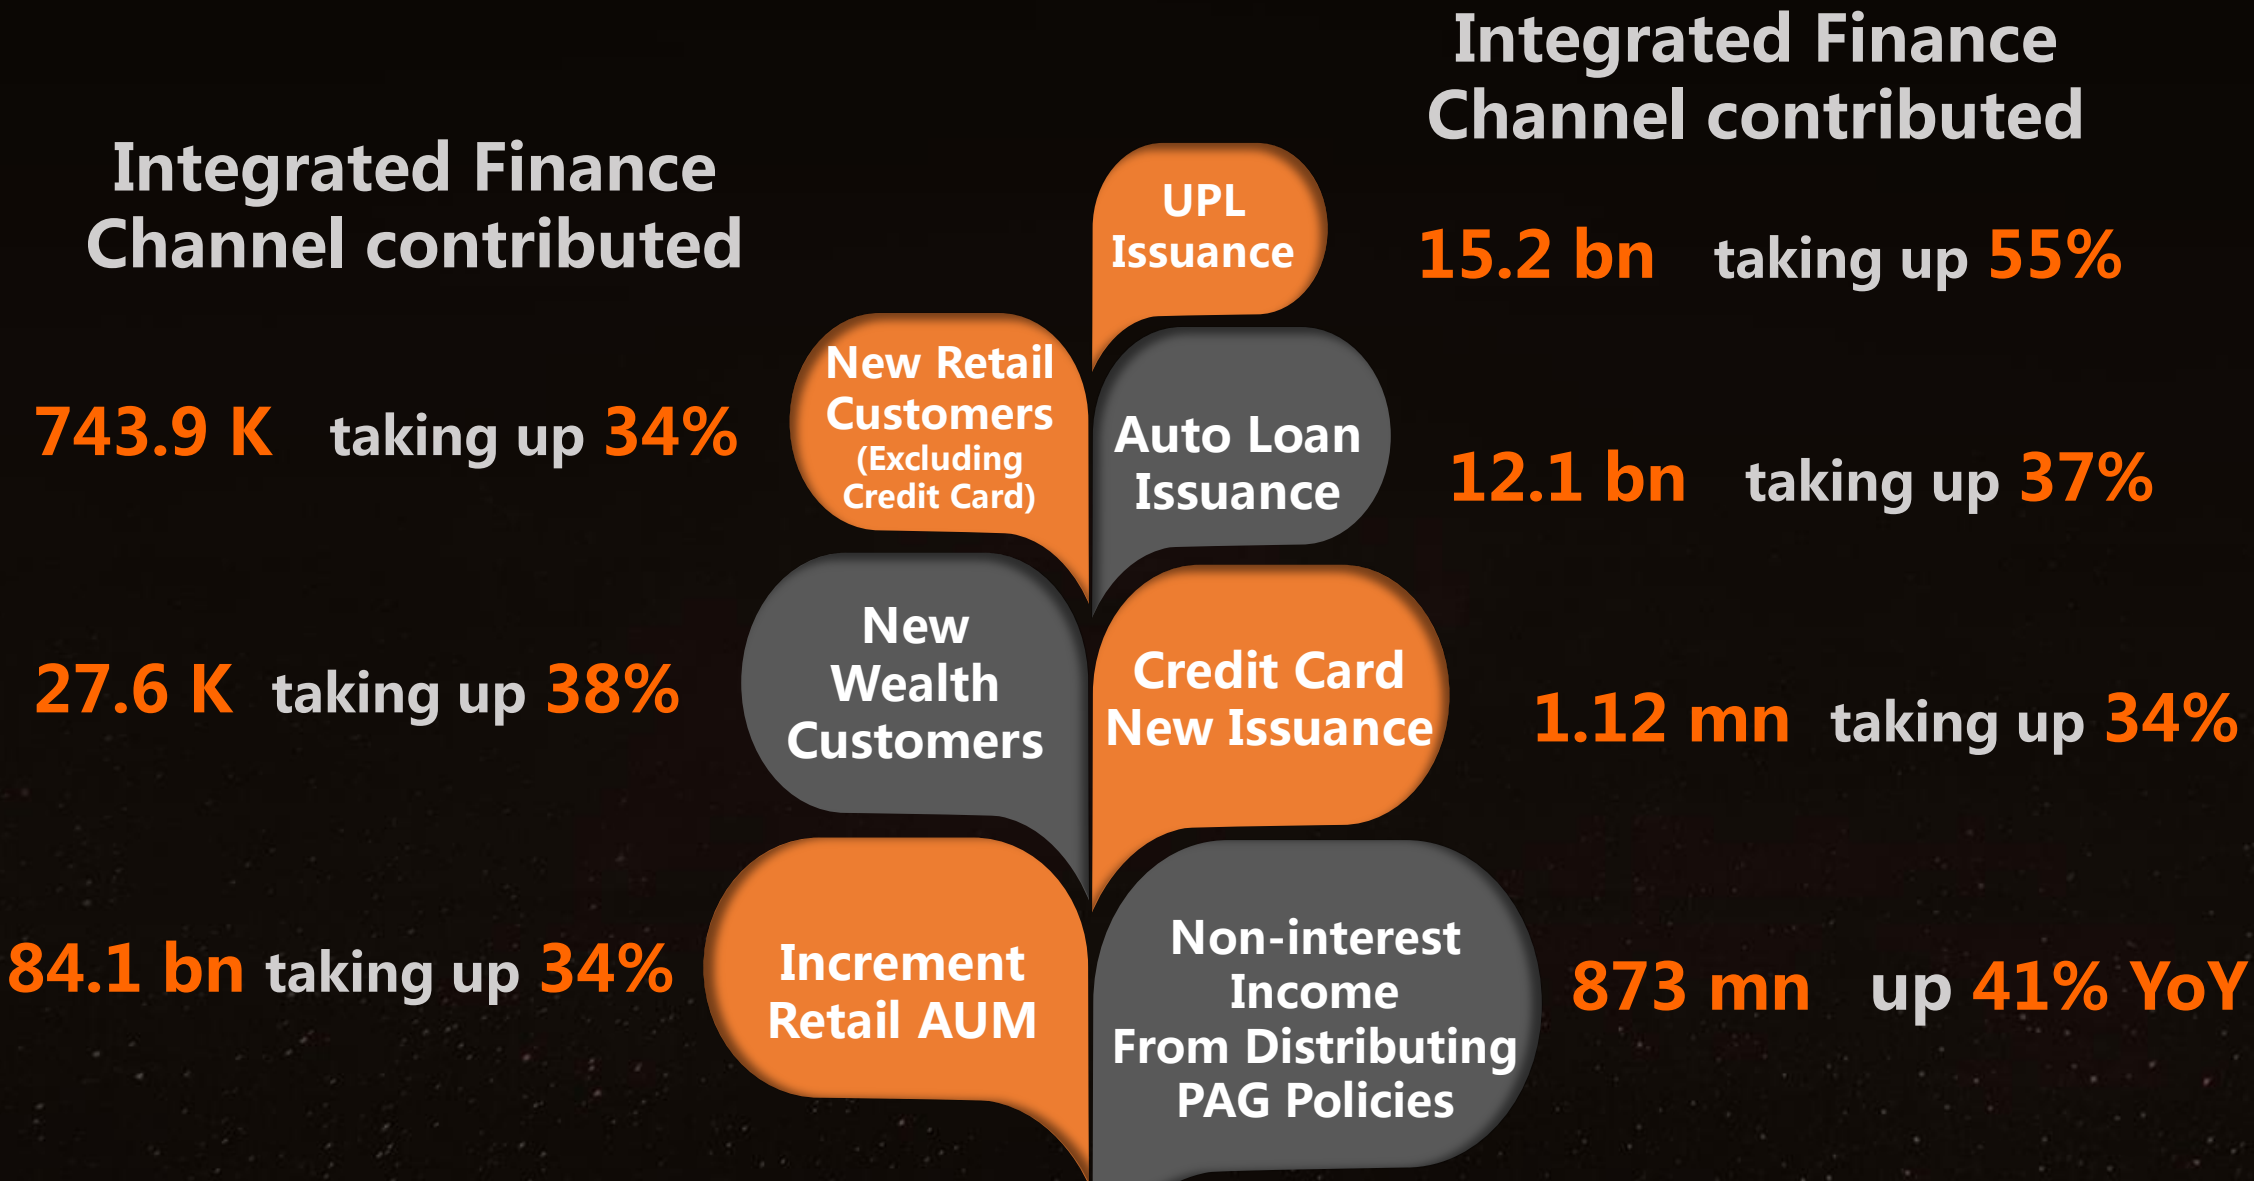 Integrated Finance
Channel contributed
743.9 K taking up 34%
New Retail
Customers
(Excluding
Credit Card)
27.6 K taking up 38%
New
Wealth
Customers
84.1 bn taking up 34%
Increment
Retail AUM
Integrated Finance
Channel contributed
UPL
Issuance
15.2 bn taking up 55%
Auto Loan
Issuance
12.1 bn taking up 37%
Credit Card
New Issuance
1.12 mn taking up 34%
Non-interest
Income
From Distributing
PAG Policies
873 mn up 41% YoY